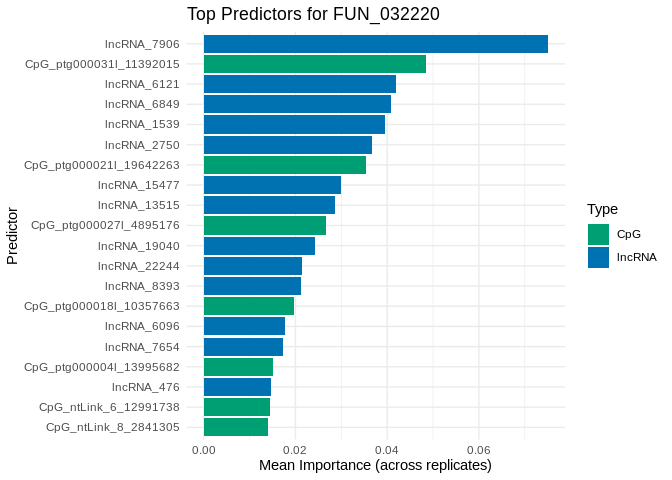 Top Predictors for FUN_032220
lncRNA_7906
CpG_ptg000031l_11392015
lncRNA_6121
lncRNA_6849
lncRNA_1539
lncRNA_2750
CpG_ptg000021l_19642263
lncRNA_15477
lncRNA_13515
CpG_ptg000027l_4895176
lncRNA_19040
lncRNA_22244
lncRNA_8393
CpG_ptg000018l_10357663
lncRNA_6096
lncRNA_7654
CpG_ptg000004l_13995682
lncRNA_476
CpG_ntLink_6_12991738
CpG_ntLink_8_2841305
Predictor
0.00 0.02 0.04 0.06
Mean Importance (across replicates)
Type
CpG
lncRNA